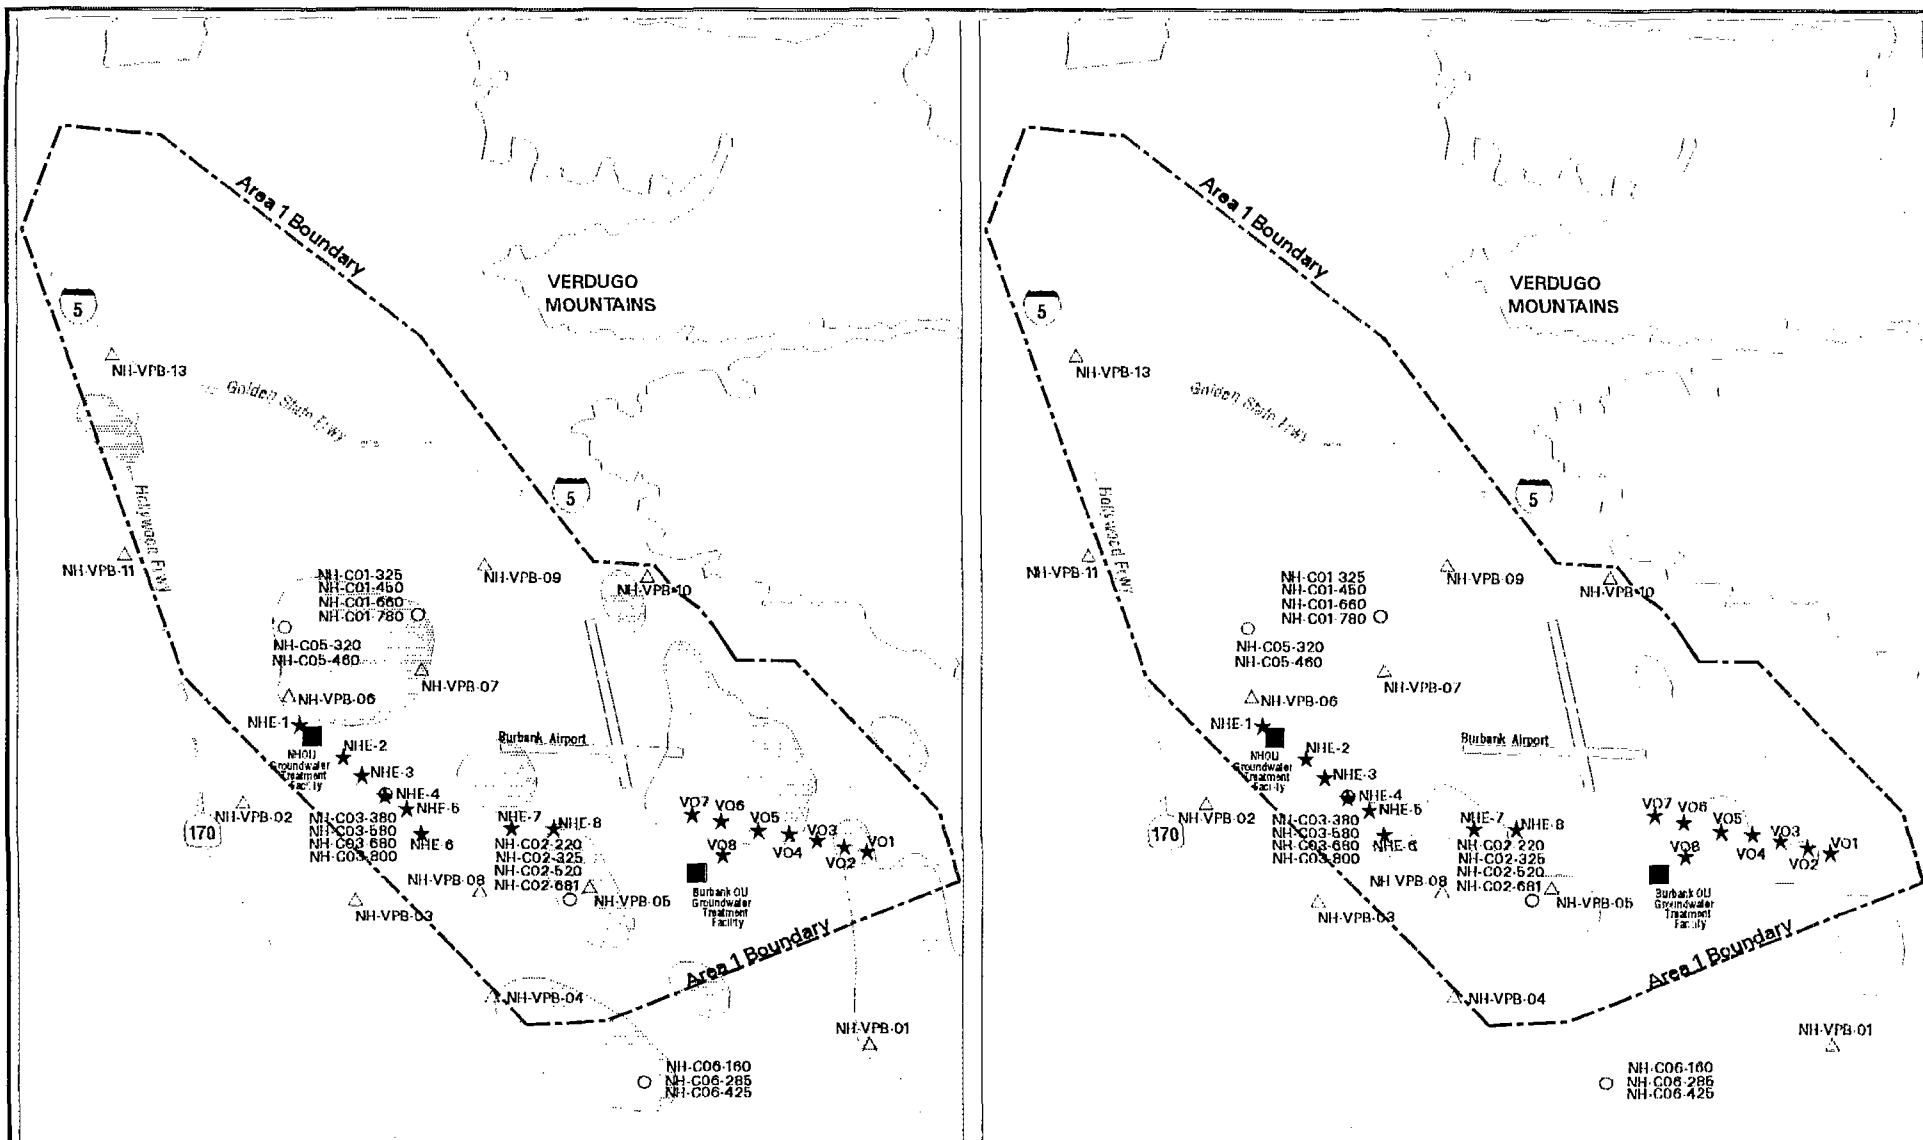 Area 1 Boundary
VERDUGO
MOUNTAINS
5
NH-VPB-13
Golden State Frwy
5
Hollywood Frwy
NH-VPB-11
NH-C01-325
NH-C01-450
NH-C01-660
NH-C01-780
NH-VPB-09
NH-VPB-10
NH-C05-320
NH-C05-460
NH-VPB-07
NH-VPB-06
NHE-1
NHOU
Groundwater
Treatment
Facility
NHE-2
NHE-3
NHE-4
NHE-5
NHE-6
Burbank Airport
NH-VPB-02
170
NH-C03-380
NH-C03-580
NH-C03-680
NH-C03-800
NHE-7
NHE-8
NH-C02-220
NH-C02-325
NH-C02-520
NH-C02-681
VO7
VO6
VO5
VO4
VO3
VO2
VO1
VO8
NH-VPB-08
NH-VPB-03
NH-VPB-05
Burbank OU
Groundwater
Treatment
Facility
Area 1 Boundary
NH-VPB-04
NH-VPB-01
NH-C06-160
NH-C06-285
NH-C06-425
Area 1 Boundary
VERDUGO
MOUNTAINS
5
NH-VPB-13
Golden State Frwy
5
Hollywood Frwy
NH-VPB-11
NH-C01-325
NH-C01-450
NH-C01-660
NH-C01-780
NH-VPB-09
NH-VPB-10
NH-C05-320
NH-C05-460
NH-VPB-07
NH-VPB-06
NHE-1
NHOU
Groundwater
Treatment
Facility
NHE-2
NHE-3
NHE-4
NHE-5
NHE-6
Burbank Airport
NH-VPB-02
170
NH-C03-380
NH-C03-580
NH-C03-680
NH-C03-800
NHE-7
NHE-8
NH-C02-220
NH-C02-325
NH-C02-520
NH-C02-681
VO7
VO6
VO5
VO4
VO3
VO2
VO1
VO8
NH-VPB-08
NH-VPB-03
NH-VPB-05
Burbank OU
Groundwater
Treatment
Facility
Area 1 Boundary
NH-VPB-04
NH-VPB-01
NH-C06-160
NH-C06-285
NH-C06-425